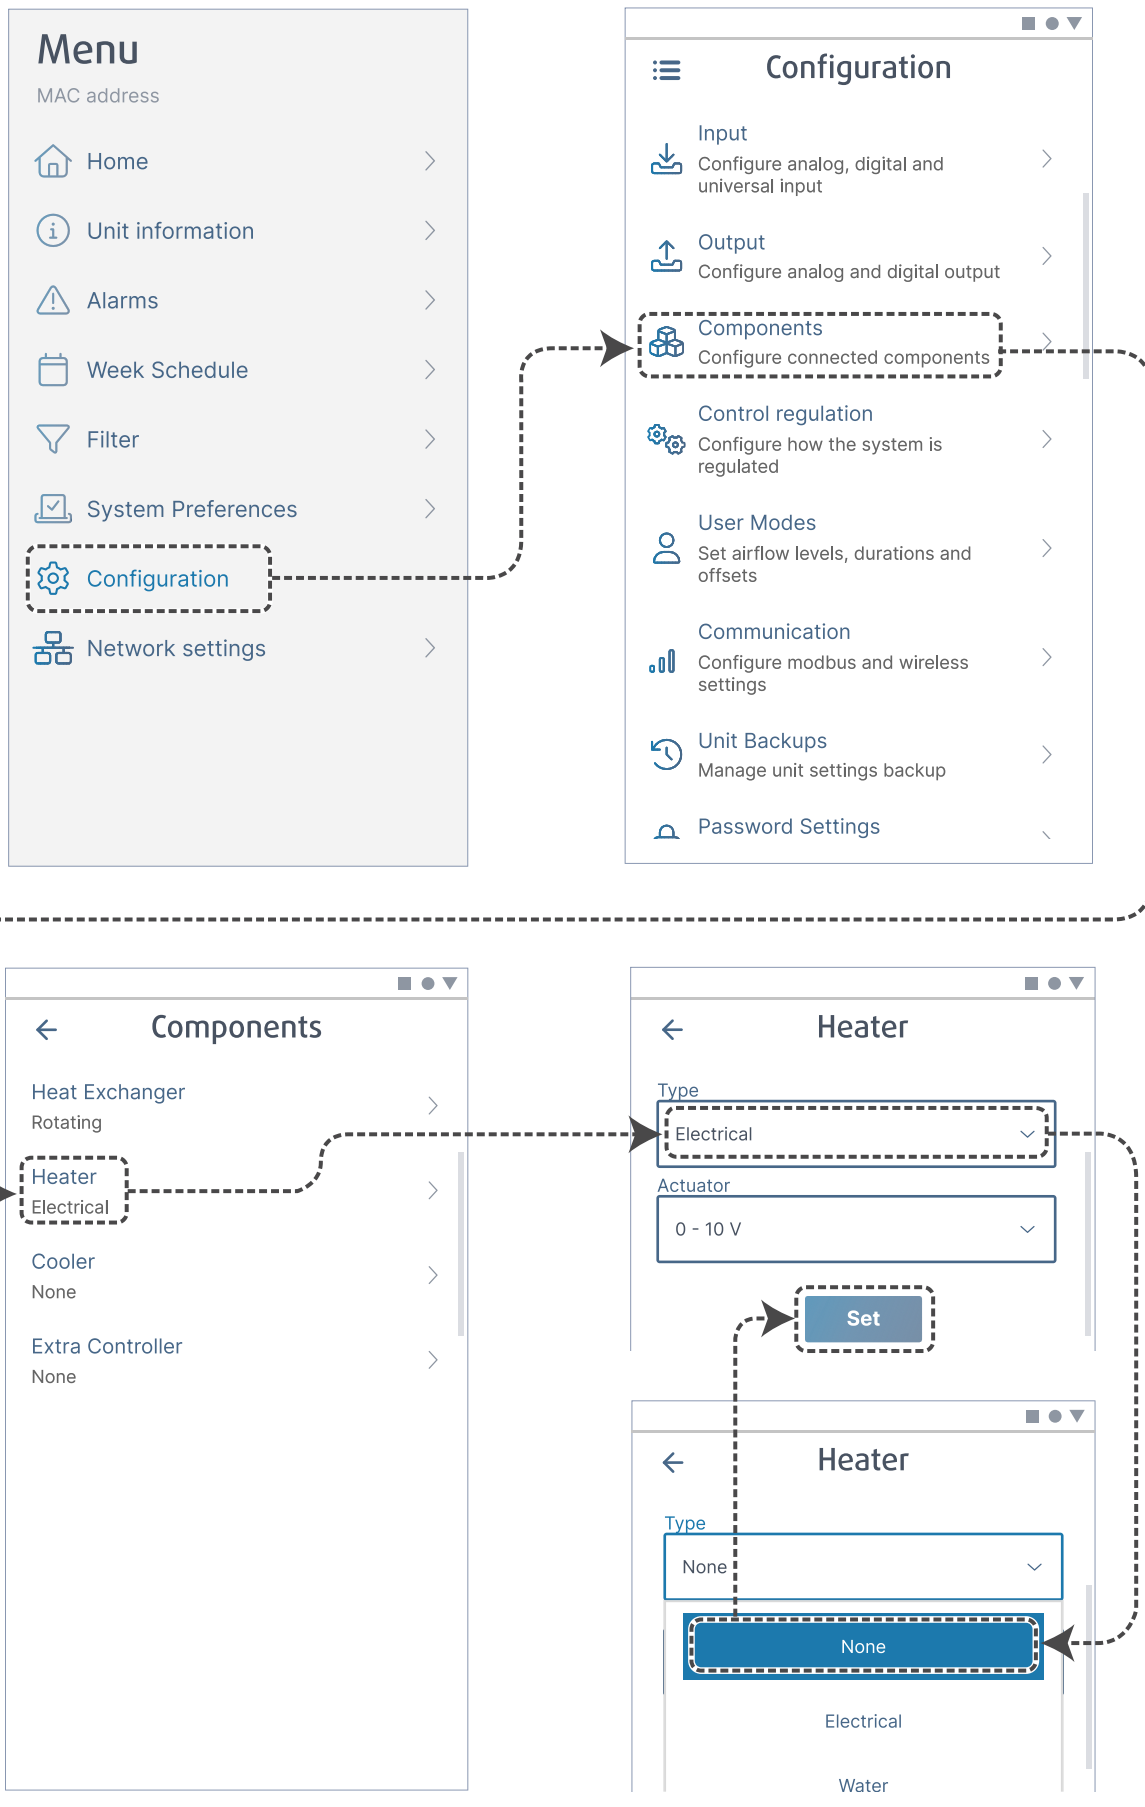 Menu
MAC address
Home
Unit information
Alarms
Week Schedule
Filter
System Preferences
Configuration
Network settings
Configuration
Input
Configure analog, digital and
universal input
Output
Configure analog and digital output
Components
Configure connected components
Control regulation
Configure how the system is
regulated
User Modes
Set airflow levels, durations and
offsets
Communication
Configure modbus and wireless
settings
Unit Backups
Manage unit settings backup
Password Settings
Components
Heat Exchanger
Rotating
Heater
Electrical
Cooler
None
Extra Controller
None
Heater
Type
Electrical
Actuator
0 - 10 V
Set
Heater
Type
None
None
Electrical
Water